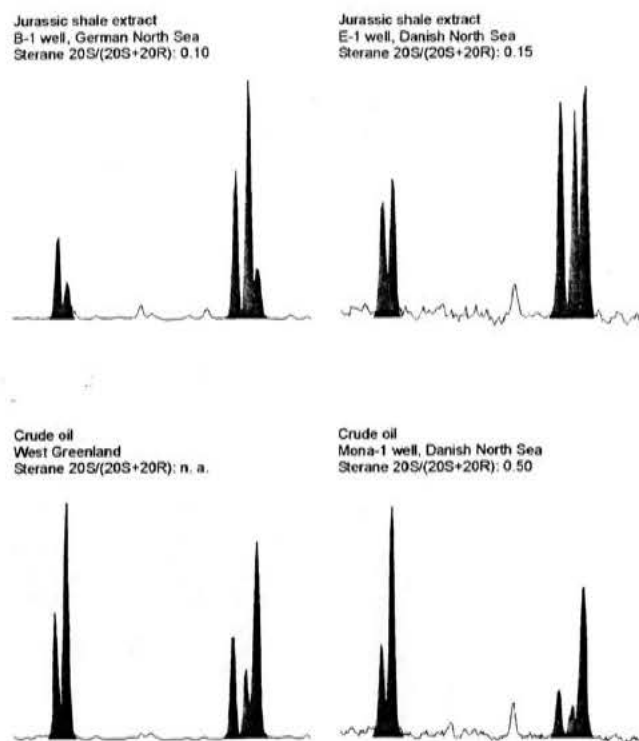 Jurassic shale extract
B-1 well, German North Sea
Sterane 20S/(20S+20R): 0.10
Jurassic shale extract
E-1 well, Danish North Sea
Sterane 20S/(20S+20R): 0.15
Crude oil
West Greenland
Sterane 20S/(20S+20R): n. a.
Crude oil
Mona-1 well, Danish North Sea
Sterane 20S/(20S+20R): 0.50